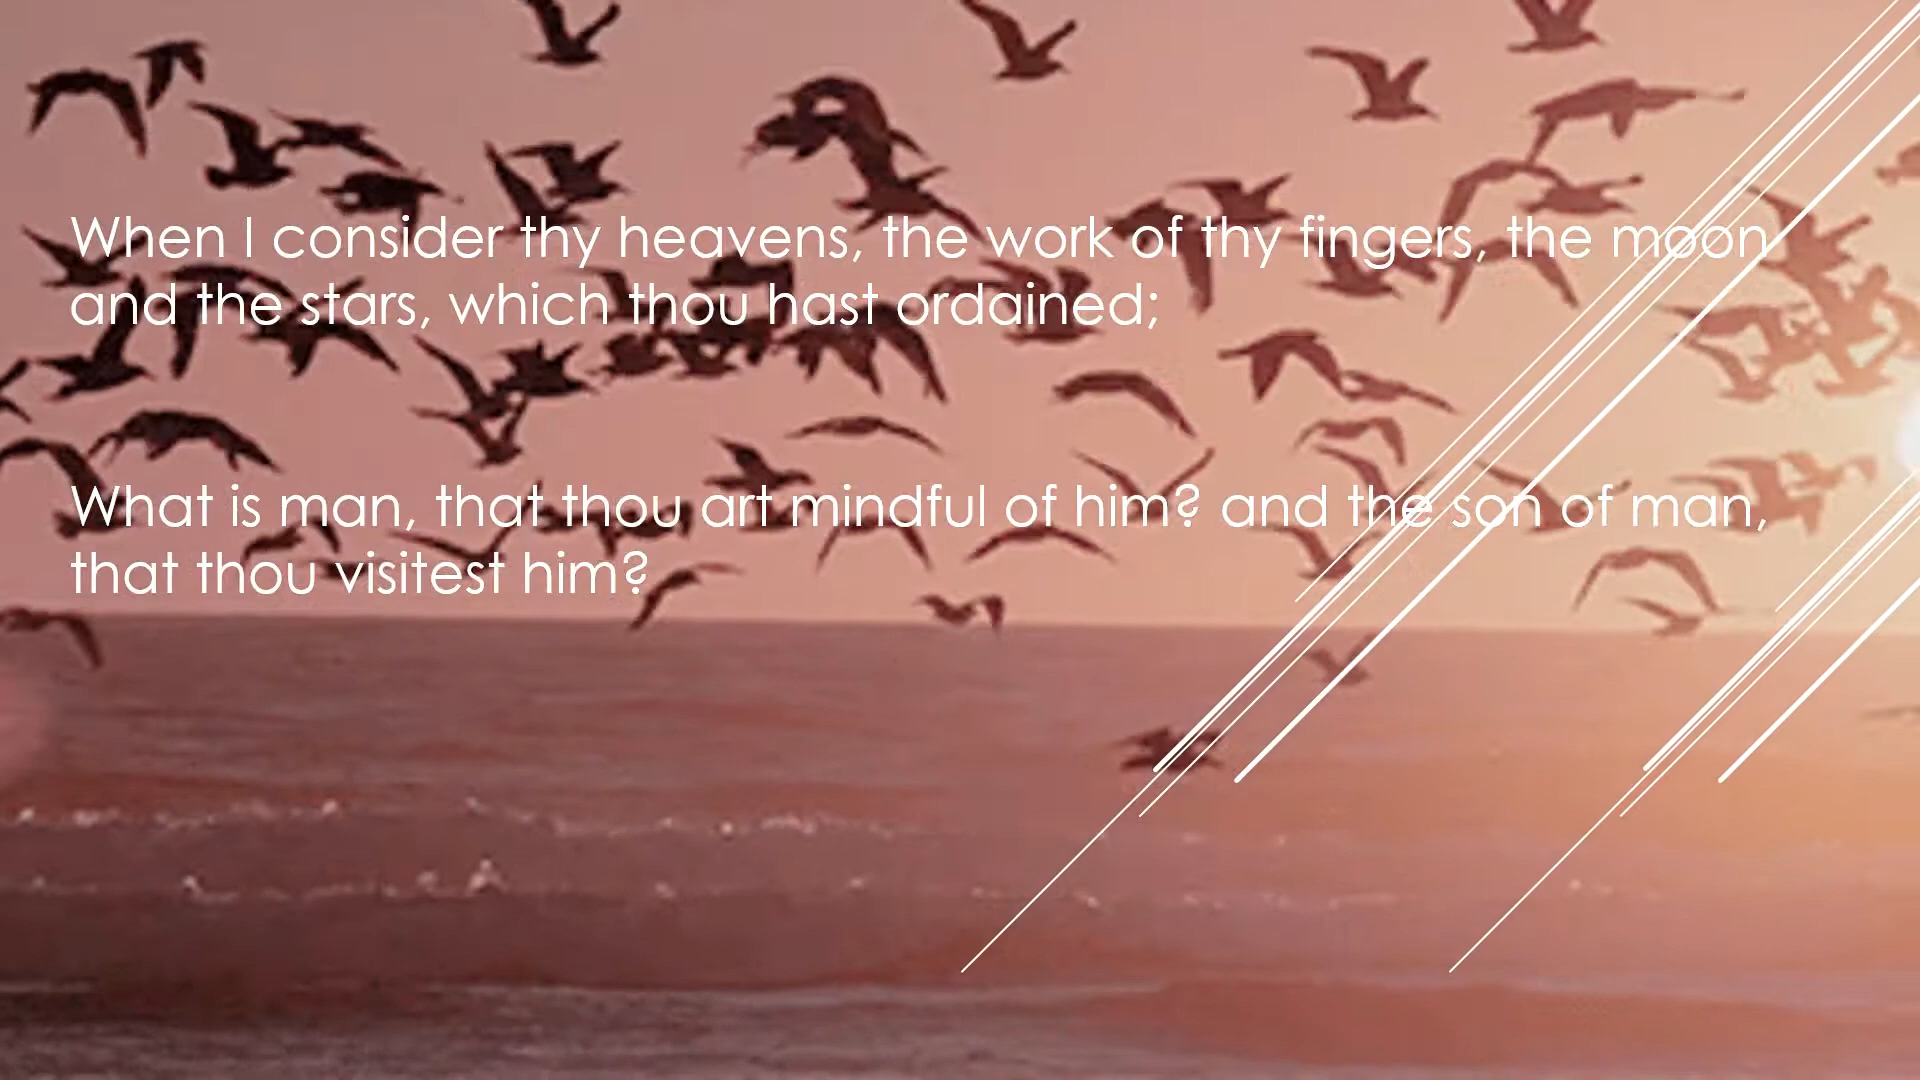 When I consider thy heavens, the work of thy fingers, the moon
and the stars, which thou hast ordained;
What is man, that thou art mindful of him? and the son of man,
that thou visitest him?